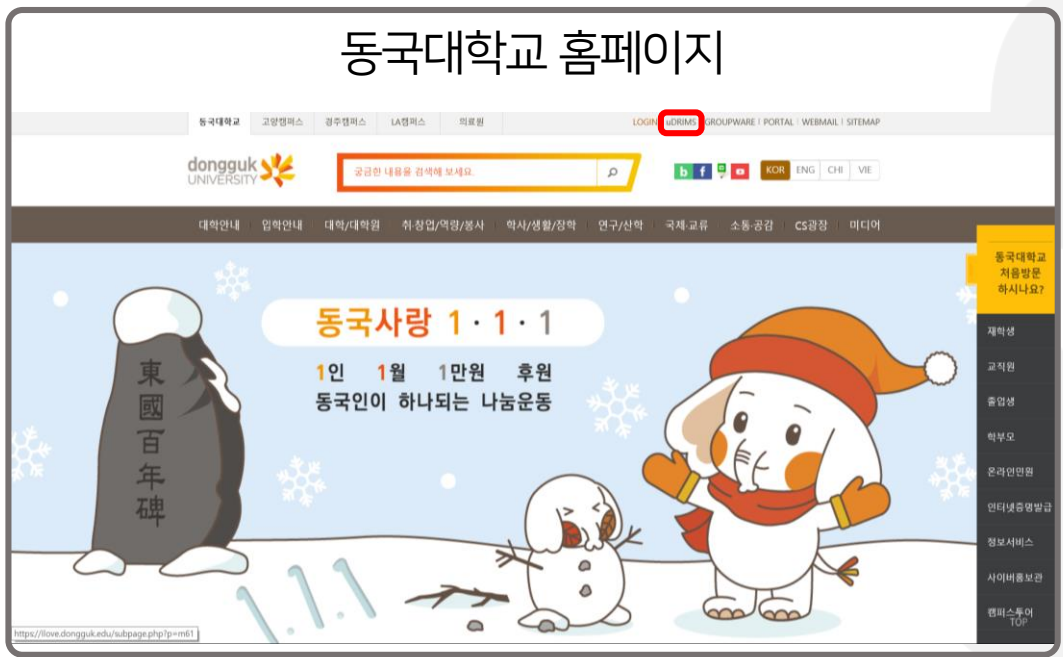 동국대학교 홈페이지
동국대학교 고양캠퍼스 경주캠퍼스 LA캠퍼스 의료원 LOGIN uDRIMS GROUPWARE | PORTAL | WEBMAIL | SITEMAP
dongguk
UNIVERSITY
궁금한 내용을 검색해 보세요.
b f KOR ENG CHI VIE
대학안내 입학안내 대학/대학원 취·창업/역량/봉사 학사/생활/장학 연구/산학 국제·교류 소통·공감 CS광장 미디어
동국대학교
처음방문
하시나요?
동국사랑 1 · 1 · 1
1인 1월 1만원 후원
동국인이 하나되는 나눔운동
東國百年碑
1.1.1
재학생
교직원
졸업생
학부모
온라인민원
인터넷증명발급
정보서비스
사이버홍보관
캠퍼스투어
TOP
https://ilove.dongguk.edu/subpage.php?p=m61